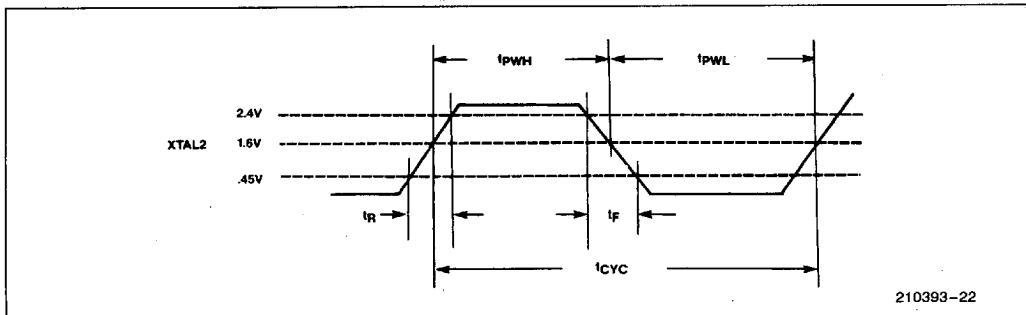 tPWH
tPWL
2.4V
XTAL2
1.6V
.45V
tR
tF
tCYC
210393–22